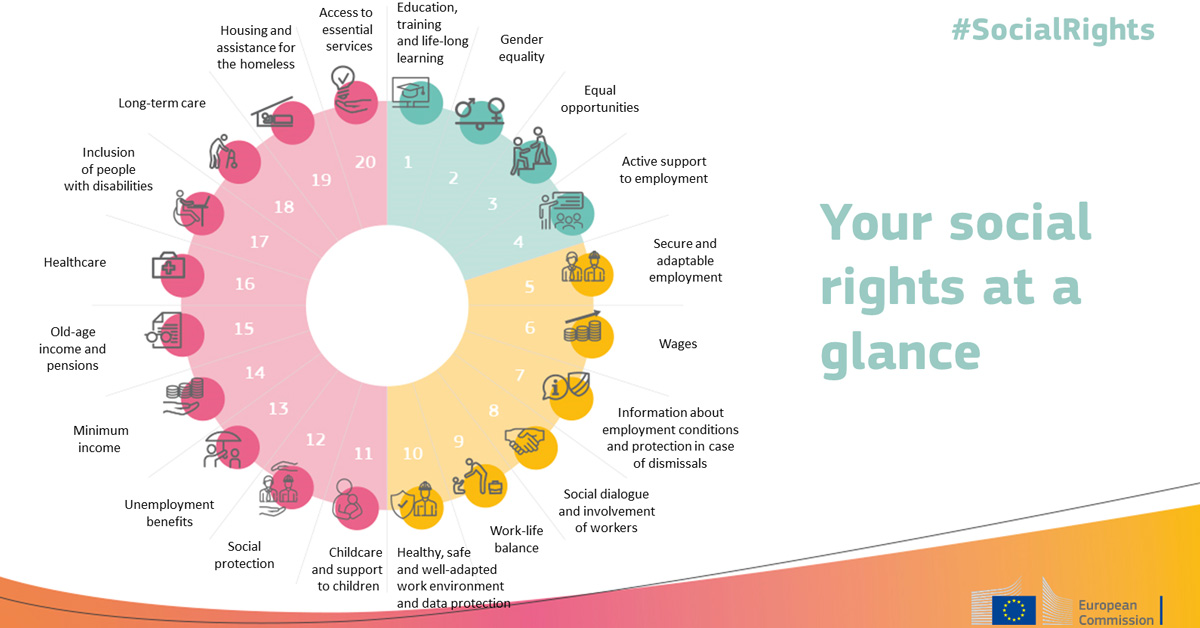 #SocialRights
Your social
rights at a
glance
Education,
training
and life-long
learning
Gender
equality
Equal
opportunities
Active support
to employment
Secure and
adaptable
employment
Wages
Information about
employment conditions
and protection in case
of dismissals
Social dialogue
and involvement
of workers
Work-life
balance
Healthy, safe
and well-adapted
work environment
and data protection
Childcare
and support
to children
Social
protection
Unemployment
benefits
Minimum
income
Old-age
income and
pensions
Healthcare
Inclusion
of people
with disabilities
Long-term care
Housing and
assistance for
the homeless
Access to
essential
services
1
2
3
4
5
6
7
8
9
10
11
12
13
14
15
16
17
18
19
20
i
European
Commission